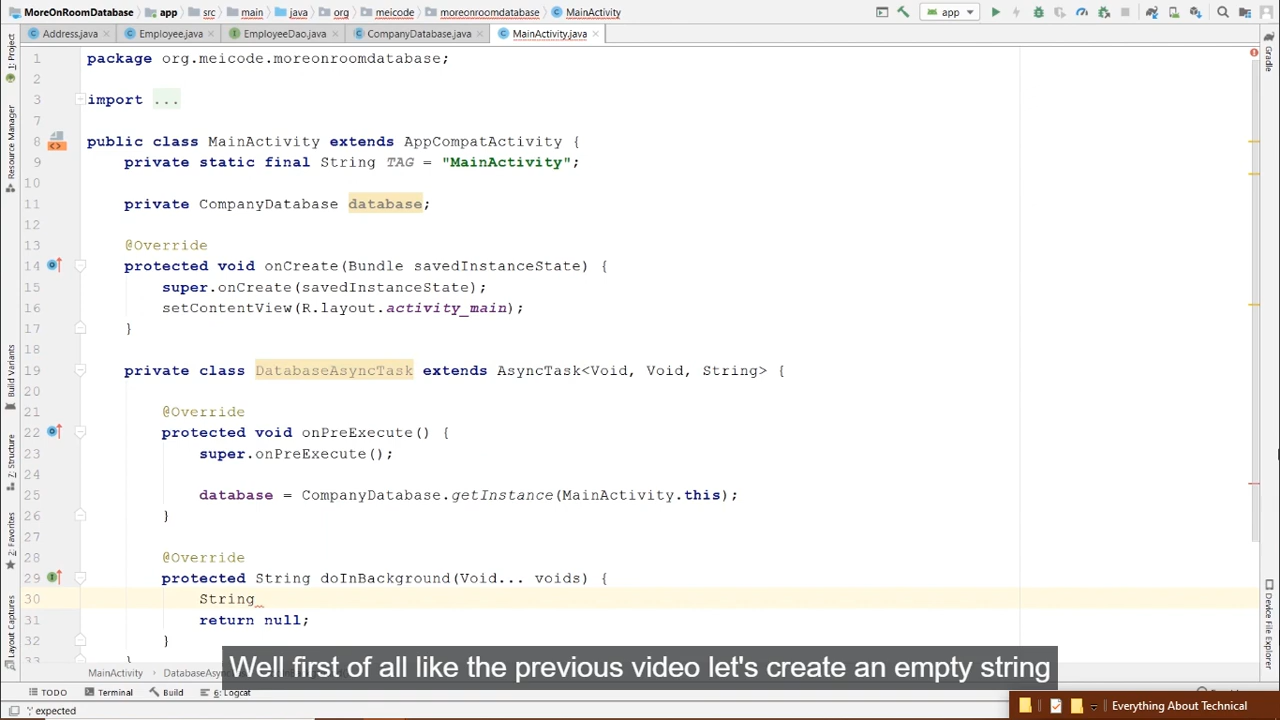 MoreOnRoomDatabase app src main java org meicode moreonroomdatabase MainActivity app
Address.java Employee.java EmployeeDao.java CompanyDatabase.java MainActivity.java
1: Project
Resource Manager
Build Variants
7: Structure
2: Favorites
Layout Captures
Gradle
Device File Explorer
1 package org.meicode.moreonroomdatabase;
2
3 import ...
7
8 public class MainActivity extends AppCompatActivity {
9 private static final String TAG = "MainActivity";
10
11 private CompanyDatabase database;
12
13 @Override
14 protected void onCreate(Bundle savedInstanceState) {
15 super.onCreate(savedInstanceState);
16 setContentView(R.layout.activity_main);
17 }
18
19 private class DatabaseAsyncTask extends AsyncTask<Void, Void, String> {
20
21 @Override
22 protected void onPreExecute() {
23 super.onPreExecute();
24
25 database = CompanyDatabase.getInstance(MainActivity.this);
26 }
27
28 @Override
29 protected String doInBackground(Void... voids) {
30 String
31 return null;
32 }
33 }
MainActivity
Well first of all like the previous video let's create an empty string
TODO Terminal Build 6: Logcat
';' expected
Everything About Technical